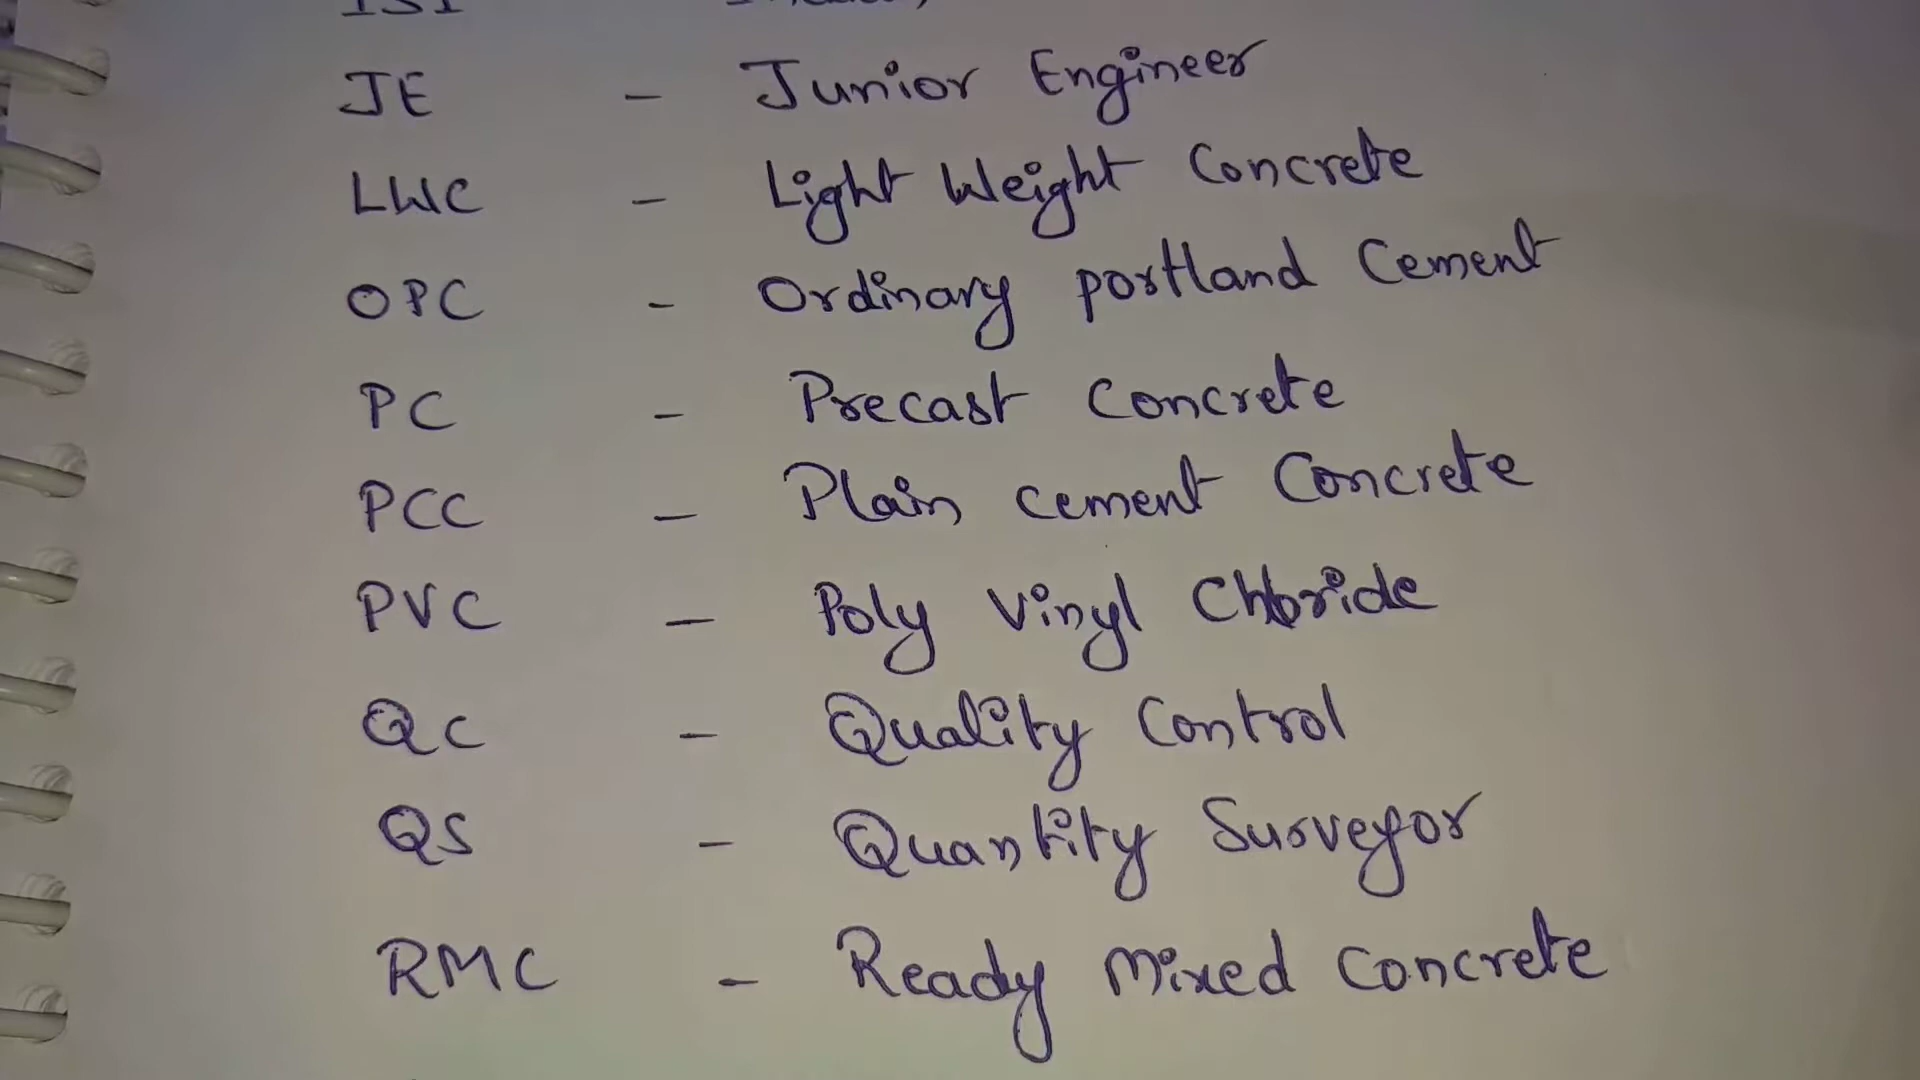 ISI
JE - Junior Engineer
LWC - Light Weight Concrete
OPC - Ordinary portland Cement
PC - Precast Concrete
PCC - Plain cement Concrete
PVC - Poly Vinyl Chloride
QC - Quality Control
QS - Quantity Surveyor
RMC - Ready Mixed Concrete